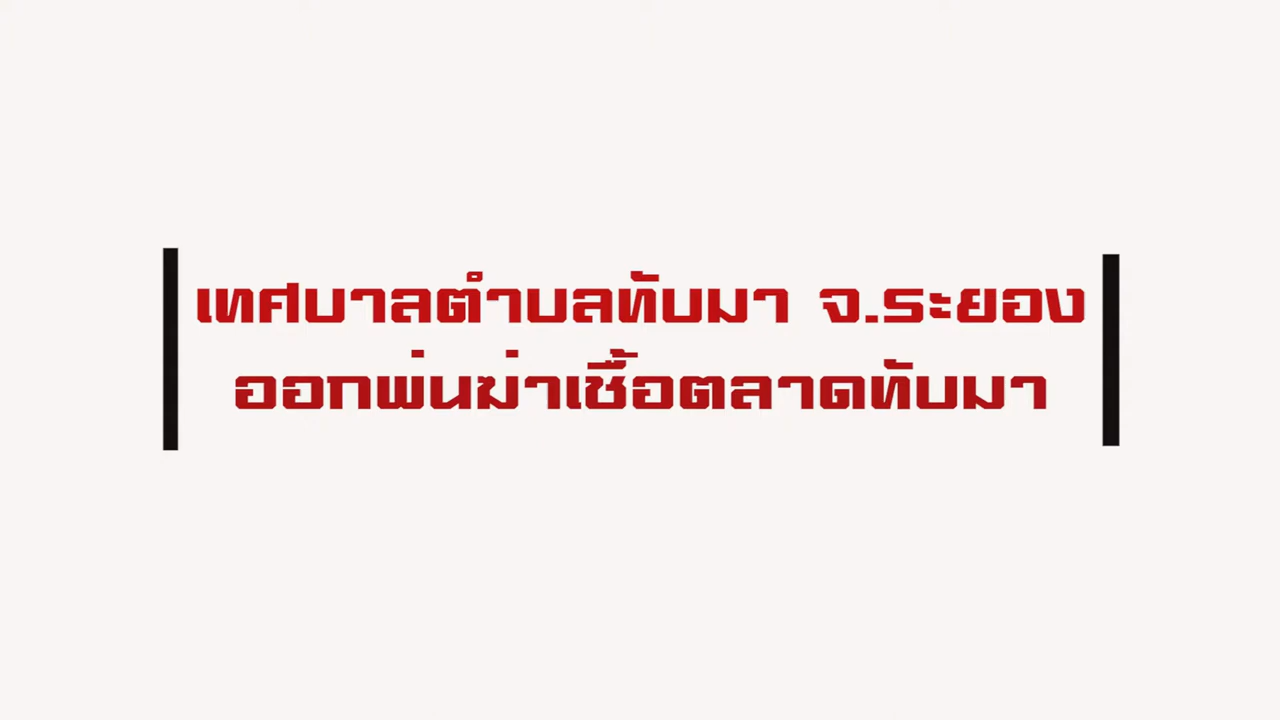 เทศบาลตำบลทับมา จ.ระยอง
ออกพ่นฆ่าเชื้อตลาดทับมา